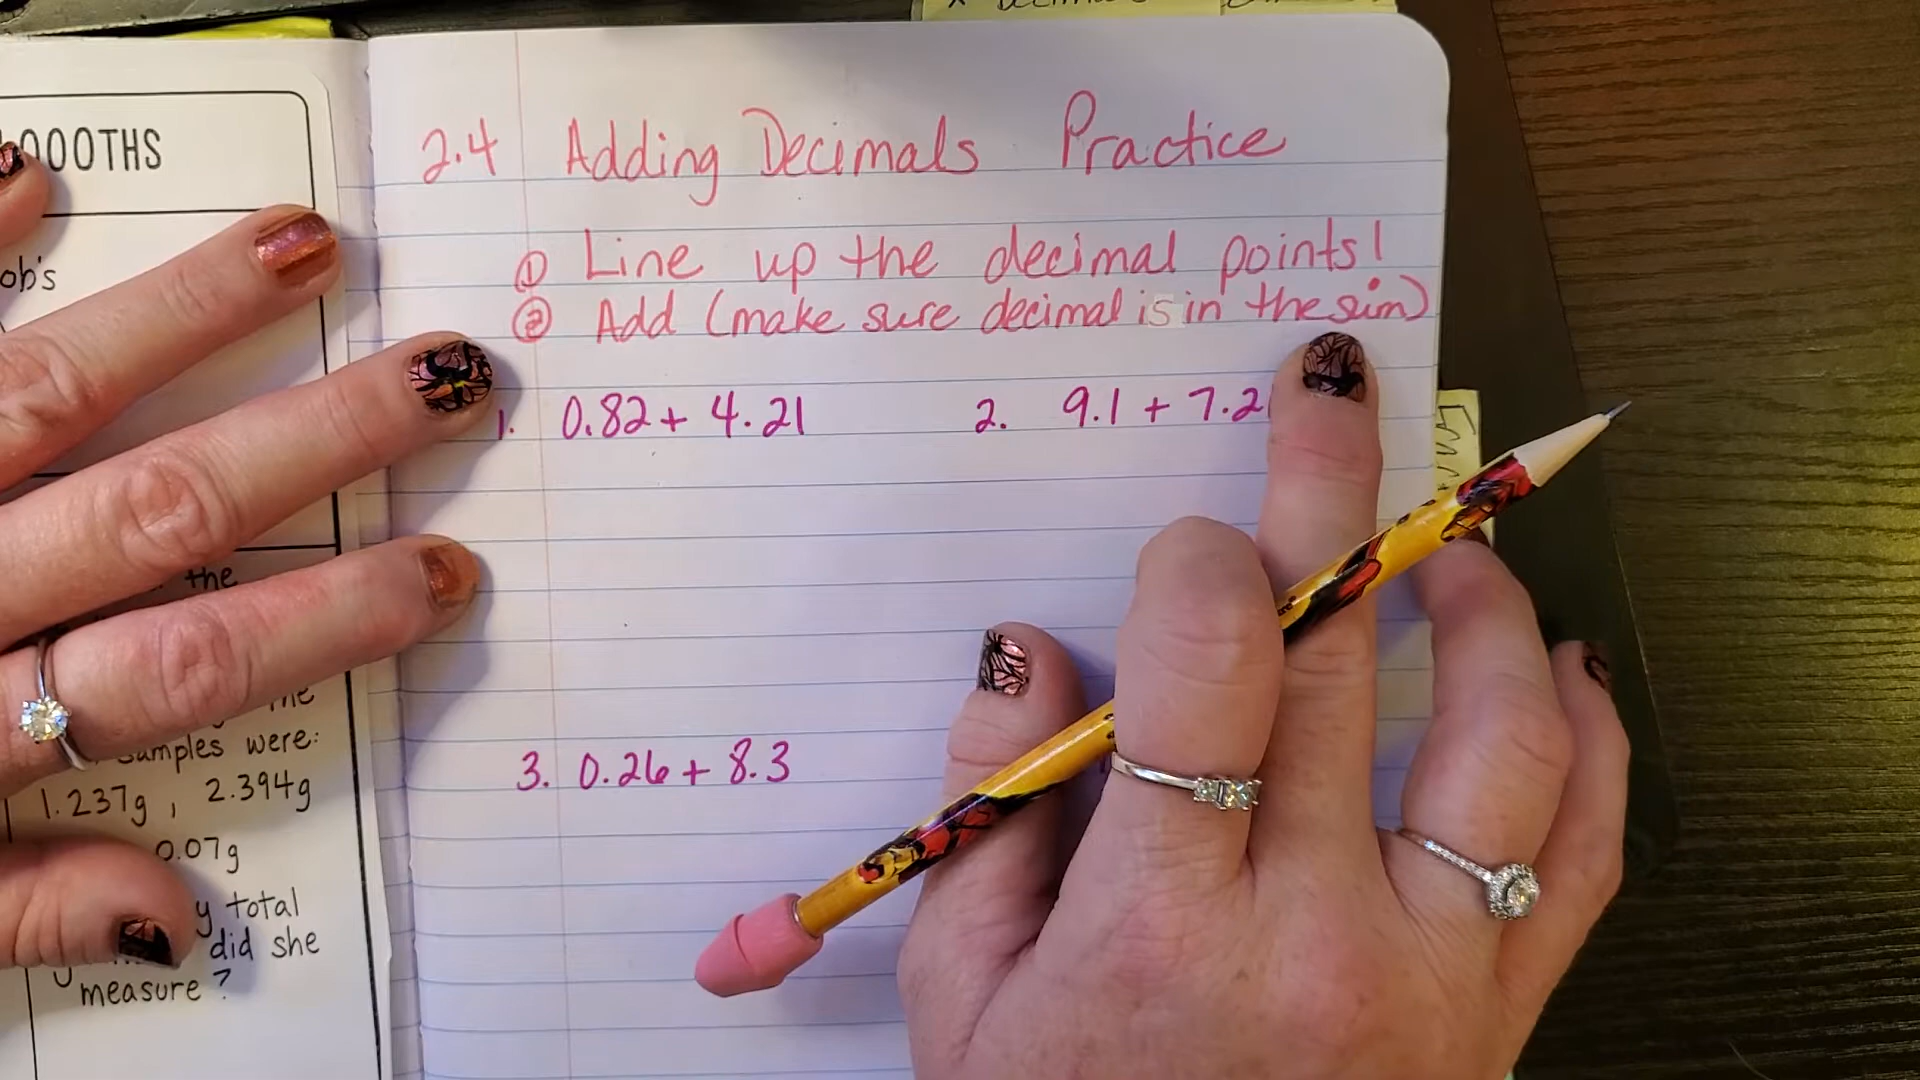 000THS
ob's
the
samples were:
1.237g, 2.394g
0.07g
y total
did she
measure?
2.4 Adding Decimals Practice
① Line up the decimal points!
② Add (make sure decimal is in the sum)
1. 0.82 + 4.21
2. 9.1 + 7.2
3. 0.26 + 8.3